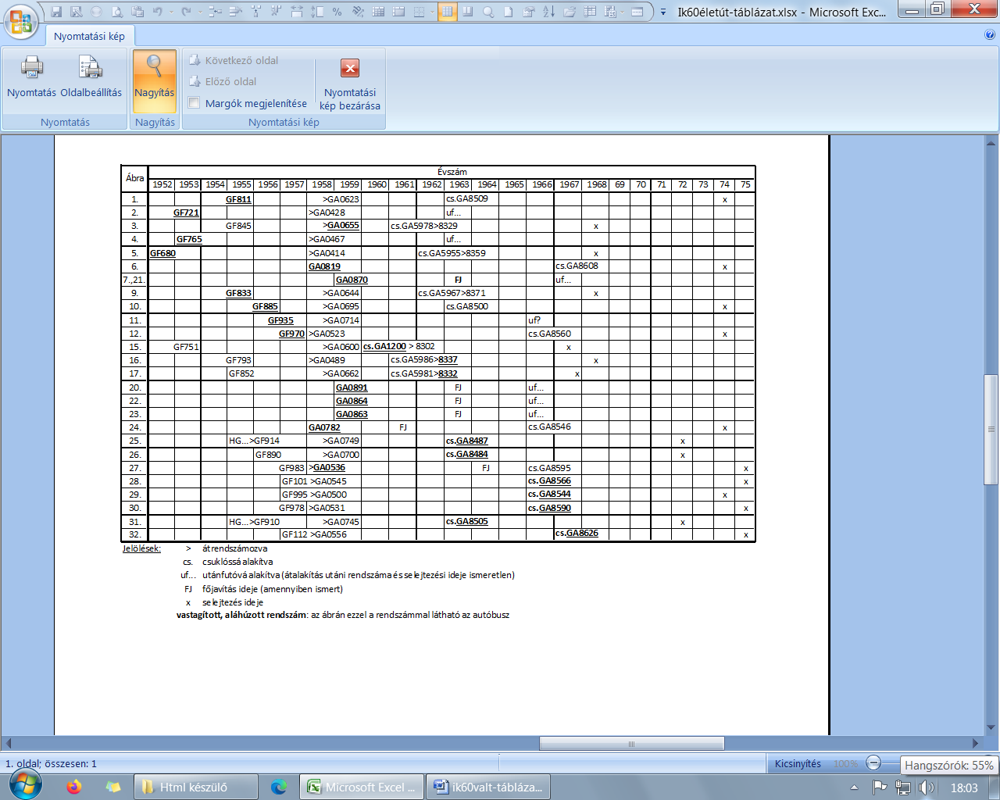 Ik60életút-táblázat.xlsx - Microsoft Exc...
Nyomtatási kép
Nyomtatás Oldalbeállítás
Nyomtatás
Nagyítás
Nagyítás
Következő oldal
Előző oldal
Margók megjelenítése
Nyomtatási kép bezárása
Nyomtatási kép
Ábra Évszám
1952 1953 1954 1955 1956 1957 1958 1959 1960 1961 1962 1963 1964 1965 1966 1967 1968 69 70 71 72 73 74 75
1. GF811 >GA0623 cs.GA8509 x
2. GF721 >GA0428 uf...
3. GF845 >GA0655 cs.GA5978>8329 x
4. GF765 >GA0467 uf...
5. GF680 >GA0414 cs.GA5955>8359 x
6. GA0819 cs.GA8608 x
7.,21. GA0870 FJ uf...
9. GF833 >GA0644 cs.GA5967>8371 x
10. GF885 >GA0695 cs.GA8500 x
11. GF935 >GA0714 uf?
12. GF970 >GA0523 cs.GA8560 x
15. GF751 >GA0600 cs.GA1200 > 8302 x
16. GF793 >GA0489 cs.GA5986>8337 x
17. GF852 >GA0662 cs.GA5981>8332 x
20. GA0891 FJ uf...
22. GA0864 FJ uf...
23. GA0863 FJ uf...
24. GA0782 FJ cs.GA8546 x
25. HG...>GF914 >GA0749 cs.GA8487 x
26. GF890 >GA0700 cs.GA8484 x
27. GF983 >GA0536 FJ cs.GA8595 x
28. GF101 >GA0545 cs.GA8566 x
29. GF995 >GA0500 cs.GA8544 x
30. GF978 >GA0531 cs.GA8590 x
31. HG...>GF910 >GA0745 cs.GA8505 x
32. GF112 >GA0556 cs.GA8626 x
Jelölések: > átrendszámozva
cs. csuklóssá alakítva
uf... utánfutóvá alakítva (átalakítás utáni rendszáma és selejtezési ideje ismeretlen)
FJ főjavítás ideje (amennyiben ismert)
x selejtezés ideje
vastagított, aláhúzott rendszám: az ábrán ezzel a rendszámmal látható az autóbusz
1. oldal; összesen: 1
Kicsinyítés 100%
Hangszórók: 55%
Html készülő
Microsoft Excel ...
ik60valt-tábláza...
18:03